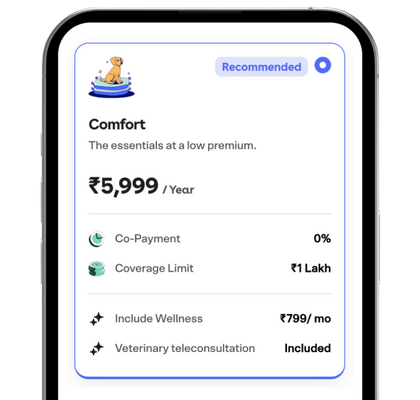 Recommended
Comfort
The essentials at a low premium.
₹5,999 / Year
Co-Payment 0%
Coverage Limit ₹1 Lakh
Include Wellness ₹799/ mo
Veterinary teleconsultation Included